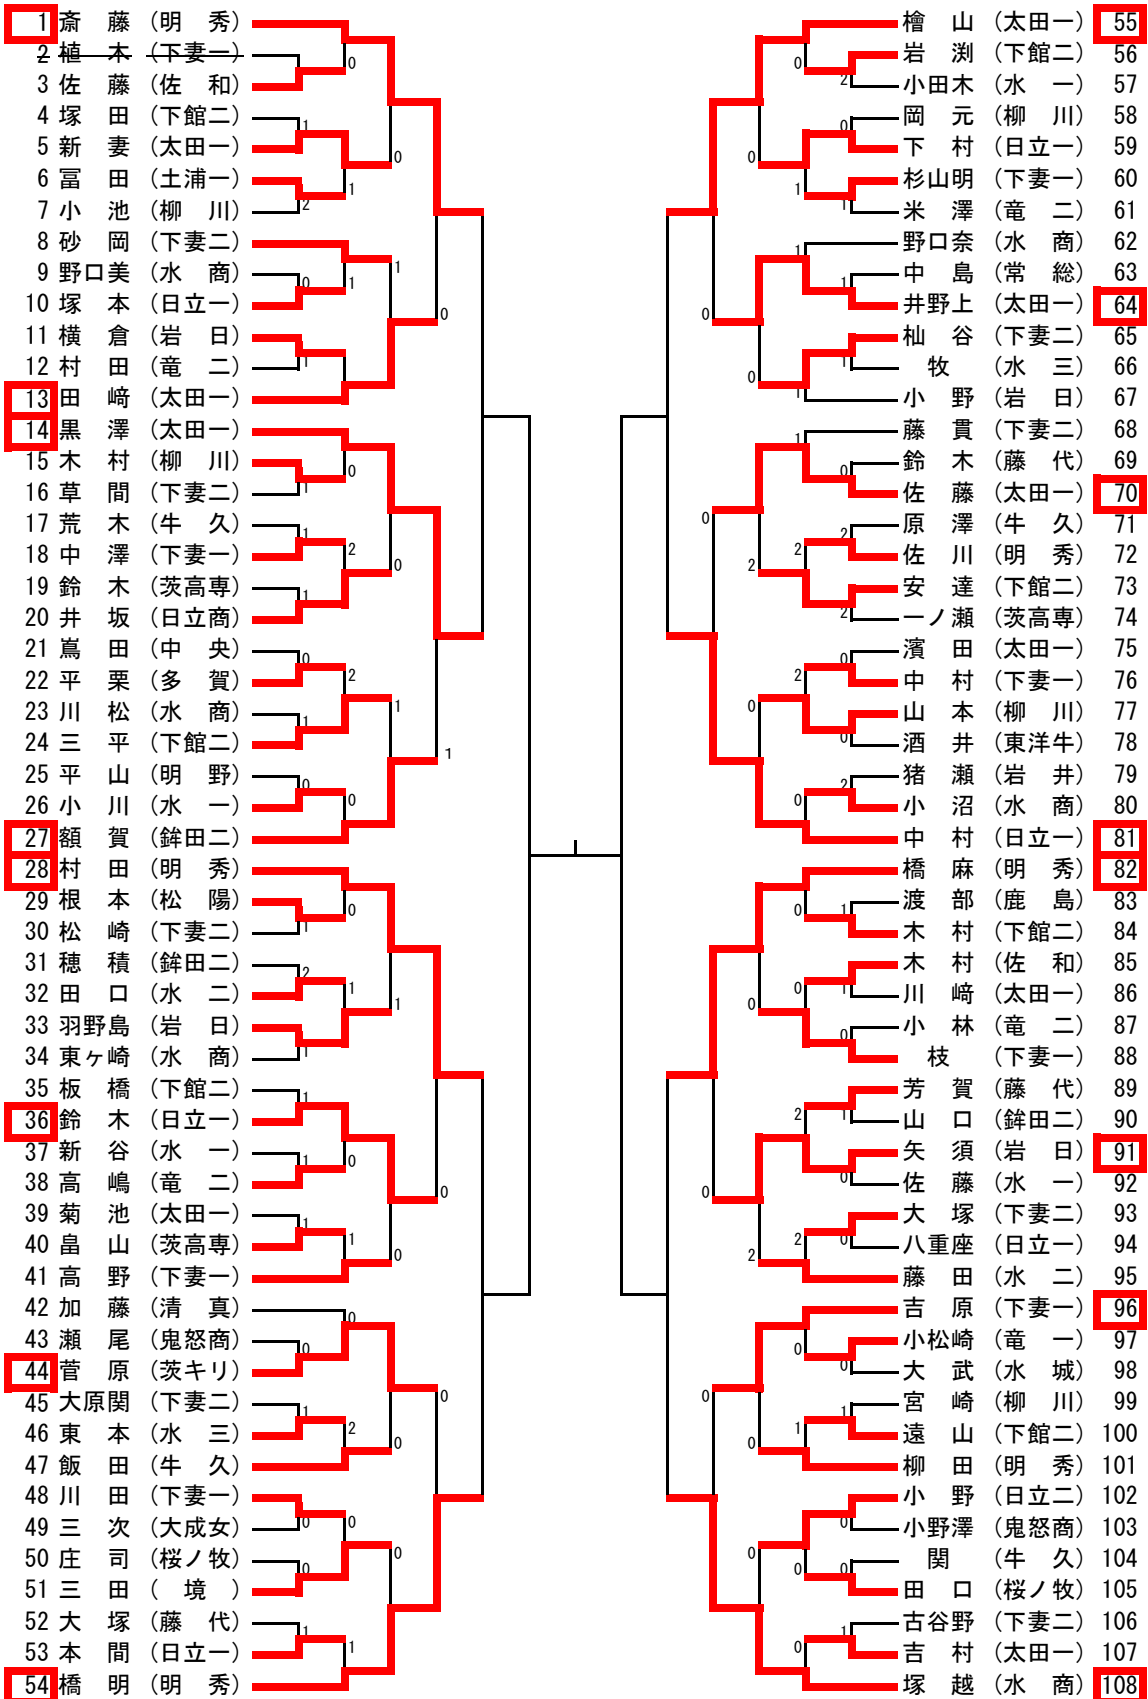 1 斎 藤 (明 秀)
2 植 木 (下妻一)
3 佐 藤 (佐 和)
4 塚 田 (下館二)
5 新 妻 (太田一)
6 冨 田 (土浦一)
7 小 池 (柳 川)
8 砂 岡 (下妻二)
9 野口美 (水 商)
10 塚 本 (日立一)
11 横 倉 (岩 日)
12 村 田 (竜 二)
13 田 﨑 (太田一)
14 黒 澤 (太田一)
15 木 村 (柳 川)
16 草 間 (下妻二)
17 荒 木 (牛 久)
18 中 澤 (下妻一)
19 鈴 木 (茨高専)
20 井 坂 (日立商)
21 嶌 田 (中 央)
22 平 栗 (多 賀)
23 川 松 (水 商)
24 三 平 (下館二)
25 平 山 (明 野)
26 小 川 (水 一)
27 額 賀 (鉾田二)
28 村 田 (明 秀)
29 根 本 (松 陽)
30 松 崎 (下妻二)
31 穂 積 (鉾田二)
32 田 口 (水 二)
33 羽野島 (岩 日)
34 東ヶ崎 (水 商)
35 板 橋 (下館二)
36 鈴 木 (日立一)
37 新 谷 (水 一)
38 高 嶋 (竜 二)
39 菊 池 (太田一)
40 畠 山 (茨高専)
41 高 野 (下妻一)
42 加 藤 (清 真)
43 瀬 尾 (鬼怒商)
44 菅 原 (茨キリ)
45 大原関 (下妻二)
46 東 本 (水 三)
47 飯 田 (牛 久)
48 川 田 (下妻一)
49 三 次 (大成女)
50 庄 司 (桜ノ牧)
51 三 田 ( 境 )
52 大 塚 (藤 代)
53 本 間 (日立一)
54 橋 明 (明 秀)
檜 山 (太田一) 55
岩 渕 (下館二) 56
小田木 (水 一) 57
岡 元 (柳 川) 58
下 村 (日立一) 59
杉山明 (下妻一) 60
米 澤 (竜 二) 61
野口奈 (水 商) 62
中 島 (常 総) 63
井野上 (太田一) 64
杣 谷 (下妻二) 65
牧 (水 三) 66
小 野 (岩 日) 67
藤 貫 (下妻二) 68
鈴 木 (藤 代) 69
佐 藤 (太田一) 70
原 澤 (牛 久) 71
佐 川 (明 秀) 72
安 達 (下館二) 73
一ノ瀬 (茨高専) 74
濱 田 (太田一) 75
中 村 (下妻一) 76
山 本 (柳 川) 77
酒 井 (東洋牛) 78
猪 瀬 (岩 井) 79
小 沼 (水 商) 80
中 村 (日立一) 81
橋 麻 (明 秀) 82
渡 部 (鹿 島) 83
木 村 (下館二) 84
木 村 (佐 和) 85
川 﨑 (太田一) 86
小 林 (竜 二) 87
枝 (下妻一) 88
芳 賀 (藤 代) 89
山 口 (鉾田二) 90
矢 須 (岩 日) 91
佐 藤 (水 一) 92
大 塚 (下妻二) 93
八重座 (日立一) 94
藤 田 (水 二) 95
吉 原 (下妻一) 96
小松崎 (竜 一) 97
大 武 (水 城) 98
宮 崎 (柳 川) 99
遠 山 (下館二) 100
柳 田 (明 秀) 101
小 野 (日立二) 102
小野澤 (鬼怒商) 103
関 (牛 久) 104
田 口 (桜ノ牧) 105
古谷野 (下妻二) 106
吉 村 (太田一) 107
塚 越 (水 商) 108